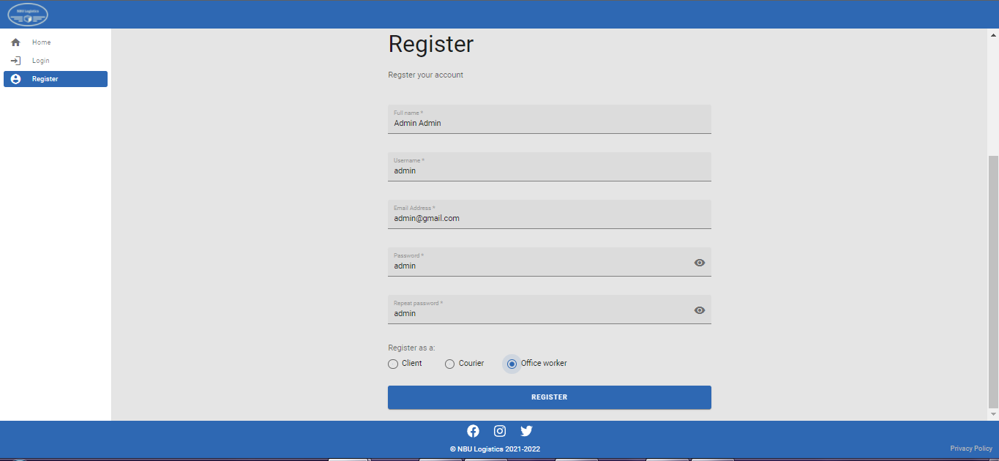 NBU Logistics
Home
Login
Register
Register
Regster your account
Full name *
Admin Admin
Username *
admin
Email Address *
admin@gmail.com
Password *
admin
Repeat password *
admin
Register as a:
Client Courier Office worker
REGISTER
© NBU Logistics 2021-2022
Privacy Policy